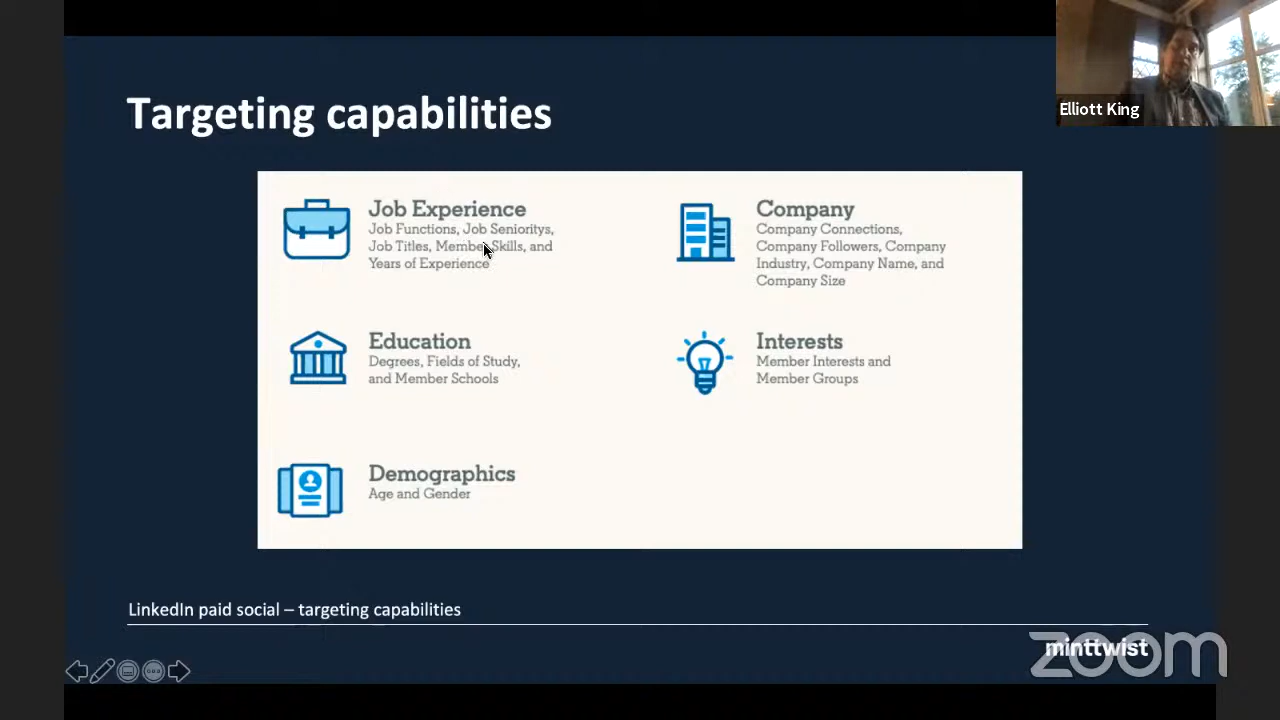 Targeting capabilities
Elliott King
Job Experience
Job Functions, Job Senioritys,
Job Titles, Member Skills, and
Years of Experience
Company
Company Connections,
Company Followers, Company
Industry, Company Name, and
Company Size
Education
Degrees, Fields of Study,
and Member Schools
Interests
Member Interests and
Member Groups
Demographics
Age and Gender
LinkedIn paid social – targeting capabilities
minttwist
zoom